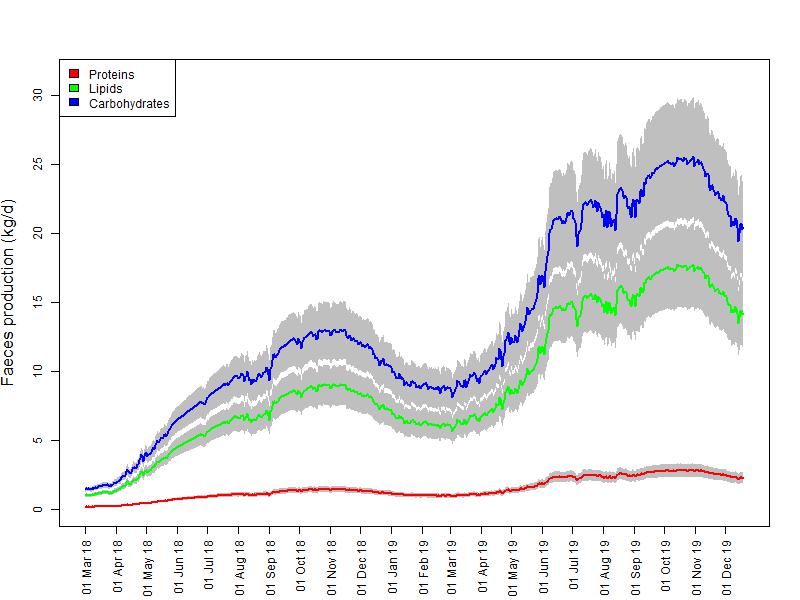 Proteins
Lipids
Carbohydrates
Faeces production (kg/d)
30
25
20
15
10
5
0
01 Mar 18
01 Apr 18
01 May 18
01 Jun 18
01 Jul 18
01 Aug 18
01 Sep 18
01 Oct 18
01 Nov 18
01 Dec 18
01 Jan 19
01 Feb 19
01 Mar 19
01 Apr 19
01 May 19
01 Jun 19
01 Jul 19
01 Aug 19
01 Sep 19
01 Oct 19
01 Nov 19
01 Dec 19